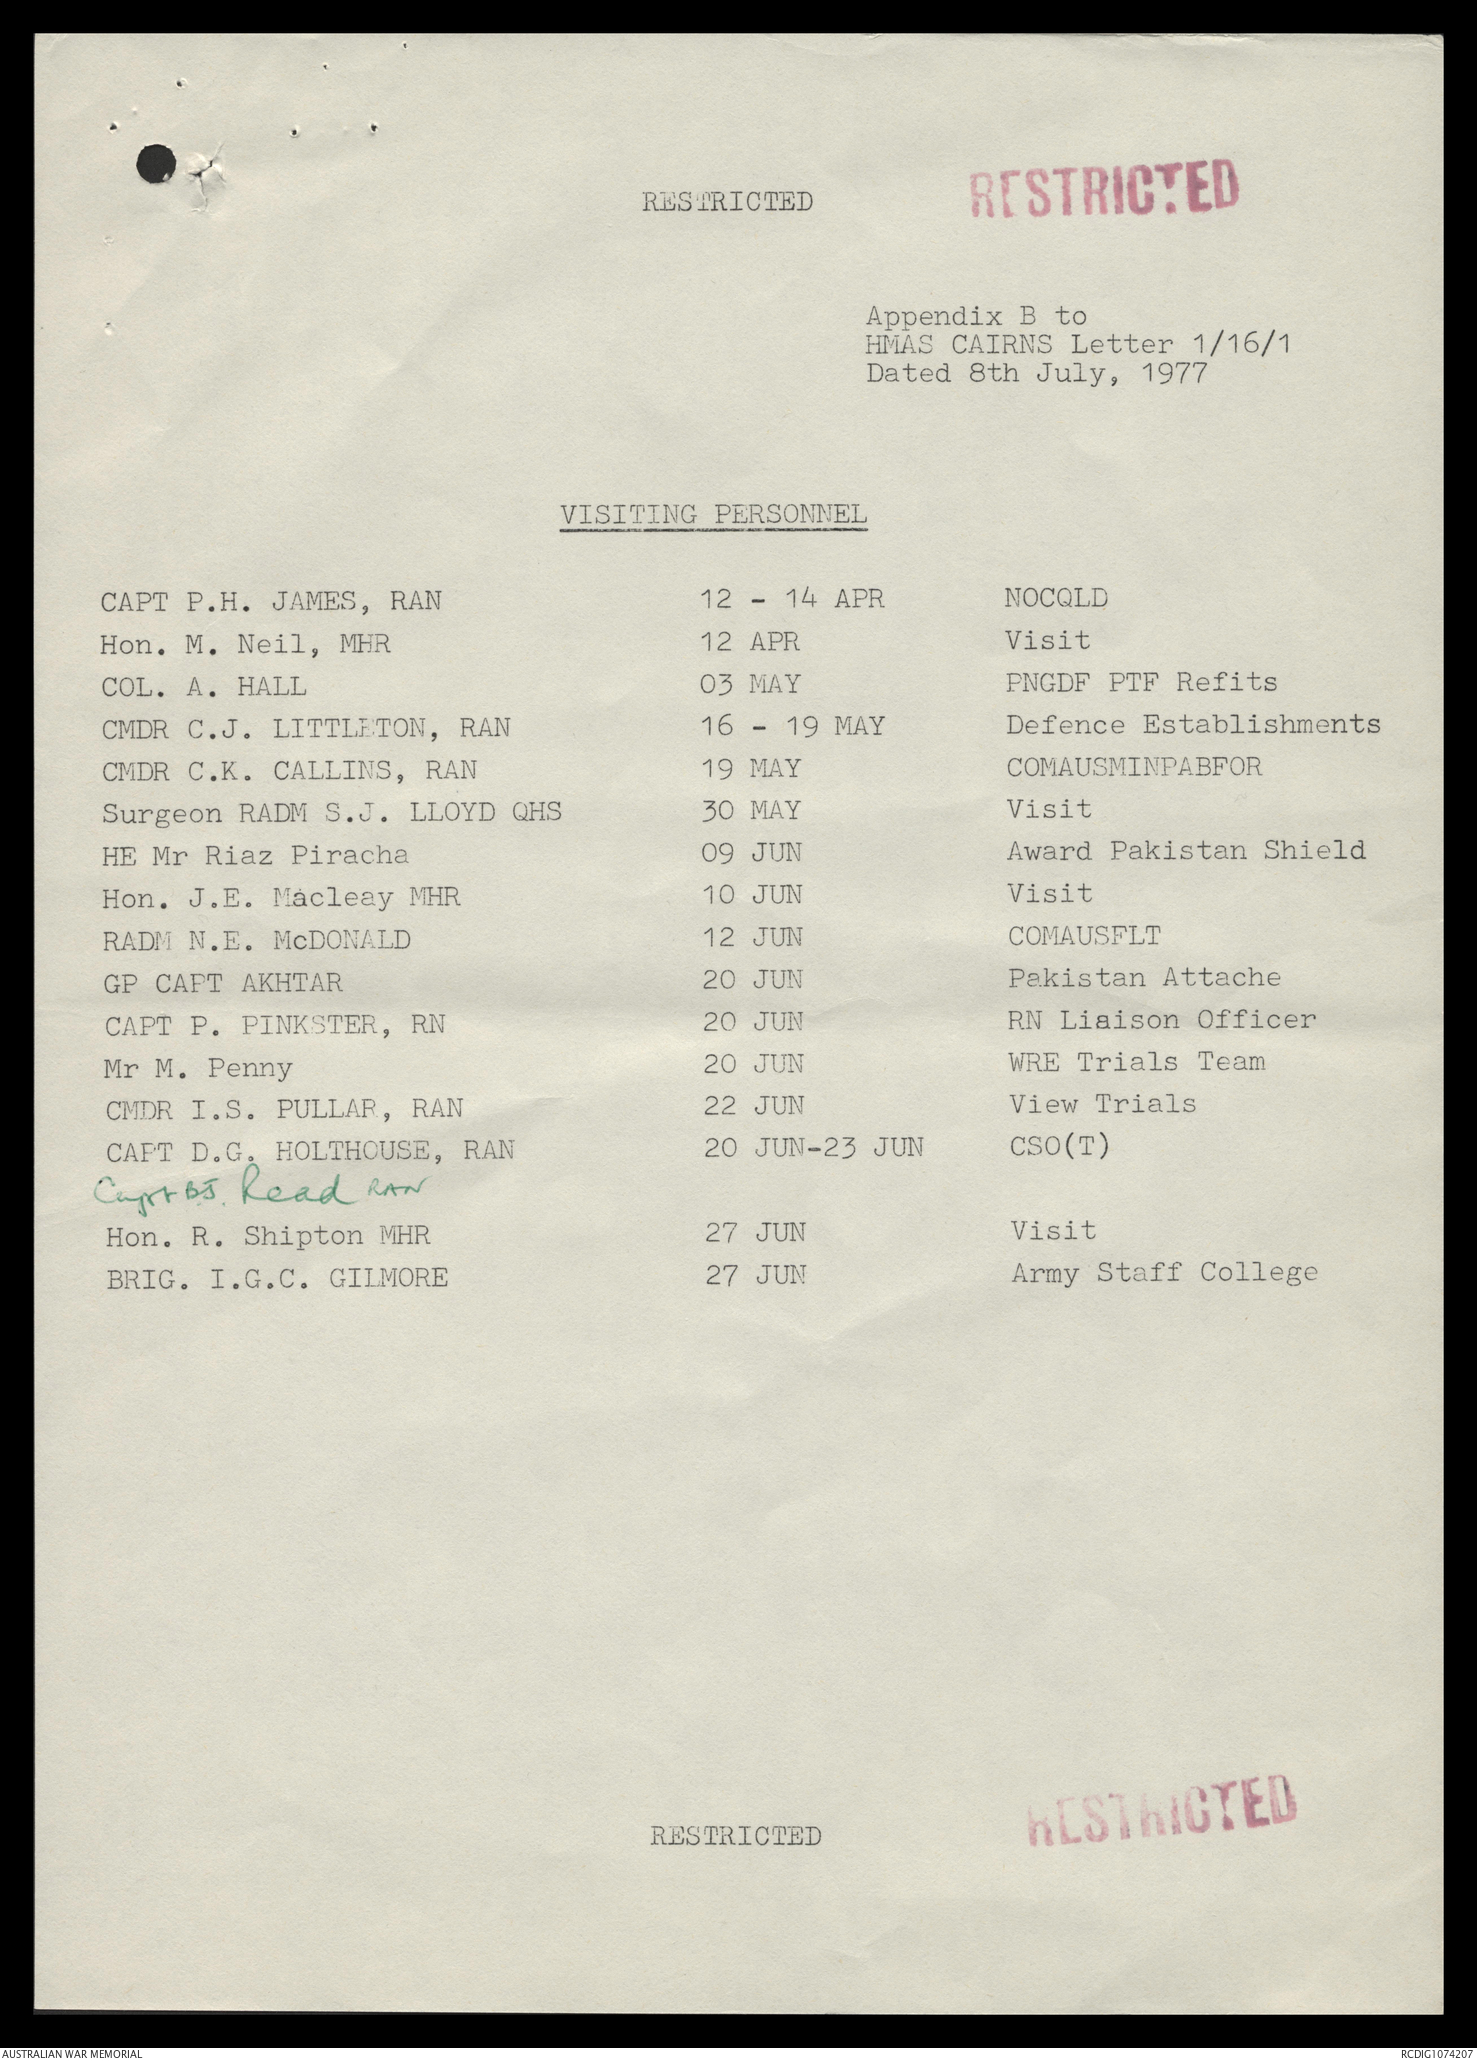 RESTRICTED RESTRICTED
Appendix B to
HMAS CAIRNS Letter 1/16/1
Dated 8th July, 1977
VISITING PERSONNEL
CAPT P.H. JAMES, RAN 12 - 14 APR NOCQLD
Hon. M. Neil, MHR 12 APR Visit
COL. A. HALL 03 MAY PNGDF PTF Refits
CMDR C.J. LITTLETON, RAN 16 - 19 MAY Defence Establishments
CMDR C.K. CALLINS, RAN 19 MAY COMAUSMINPABFOR
Surgeon RADM S.J. LLOYD QHS 30 MAY Visit
HE Mr Riaz Piracha 09 JUN Award Pakistan Shield
Hon. J.E. Macleay MHR 10 JUN Visit
RADM N.E. McDONALD 12 JUN COMAUSFLT
GP CAPT AKHTAR 20 JUN Pakistan Attache
CAPT P. PINKSTER, RN 20 JUN RN Liaison Officer
Mr M. Penny 20 JUN WRE Trials Team
CMDR I.S. PULLAR, RAN 22 JUN View Trials
CAPT D.G. HOLTHOUSE, RAN 20 JUN-23 JUN CSO(T)
Capt BJ. Read RAN
Hon. R. Shipton MHR 27 JUN Visit
BRIG. I.G.C. GILMORE 27 JUN Army Staff College
RESTRICTED RESTRICTED
AUSTRALIAN WAR MEMORIAL RCDIG1074207